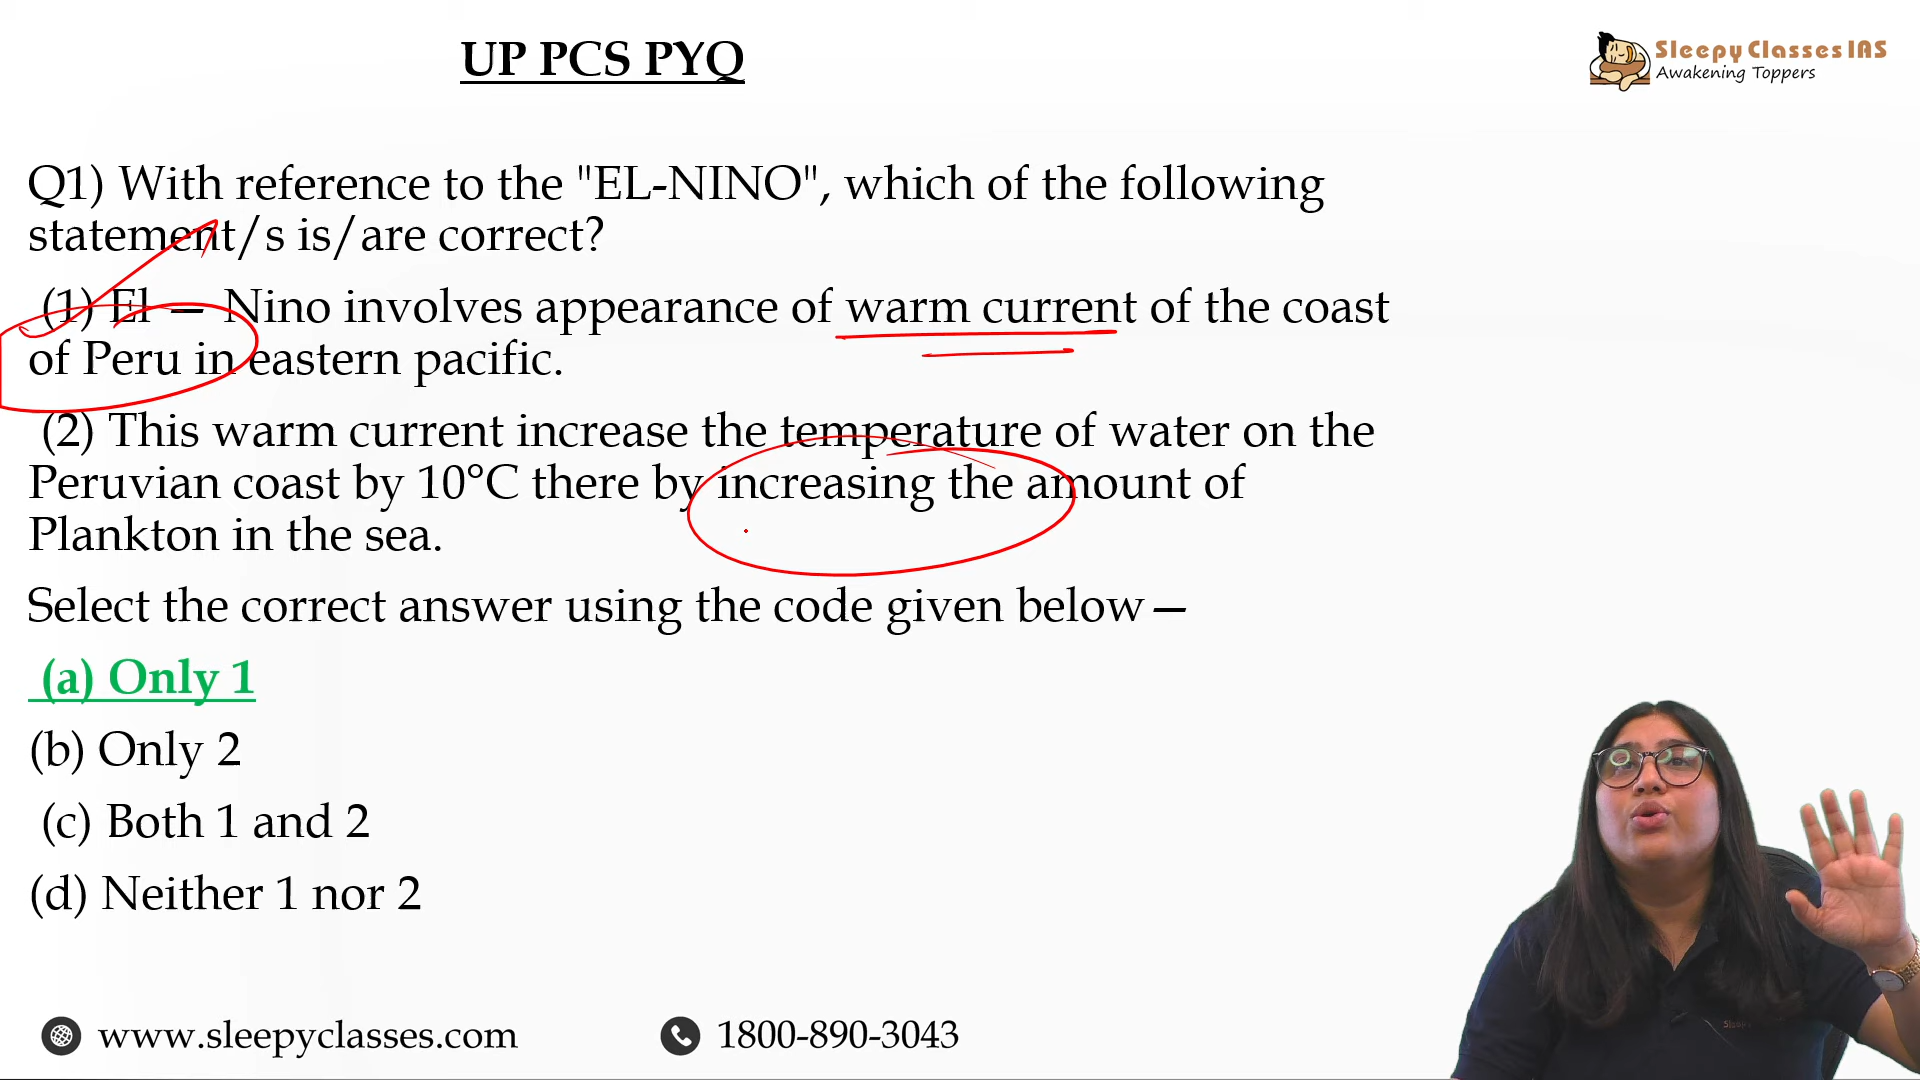 UP PCS PYQ
Sleepy Classes IAS
Awakening Toppers
Q1) With reference to the "EL-NINO", which of the following
statement/s is/are correct?
(1) El — Nino involves appearance of warm current of the coast
of Peru in eastern pacific.
(2) This warm current increase the temperature of water on the
Peruvian coast by 10°C there by increasing the amount of
Plankton in the sea.
Select the correct answer using the code given below—
(a) Only 1
(b) Only 2
(c) Both 1 and 2
(d) Neither 1 nor 2
www.sleepyclasses.com
1800-890-3043